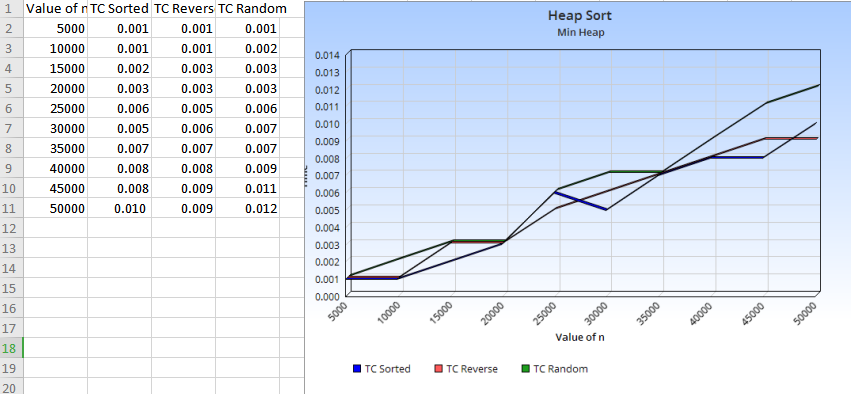 1 Value of n TC Sorted TC Revers TC Random
2 5000 0.001 0.001 0.001
3 10000 0.001 0.001 0.002
4 15000 0.002 0.003 0.003
5 20000 0.003 0.003 0.003
6 25000 0.006 0.005 0.006
7 30000 0.005 0.006 0.007
8 35000 0.007 0.007 0.007
9 40000 0.008 0.008 0.009
10 45000 0.008 0.009 0.011
11 50000 0.010 0.009 0.012
12
13
14
15
16
17
18
19
20
Heap Sort
Min Heap
0.014
0.013
0.012
0.011
0.010
0.009
0.008
0.007
0.006
0.005
0.004
0.003
0.002
0.001
0.000
5000 10000 15000 20000 25000 30000 35000 40000 45000 50000
Value of n
TC Sorted TC Reverse TC Random